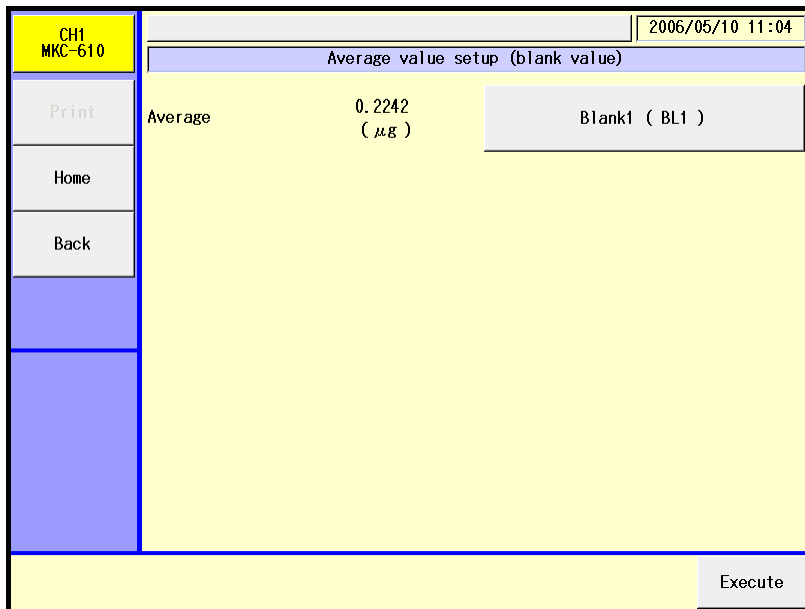 CH1
MKC-610
2006/05/10 11:04
Average value setup (blank value)
Print
Home
Back
Average
0.2242
( μg )
Blank1 ( BL1 )
Execute